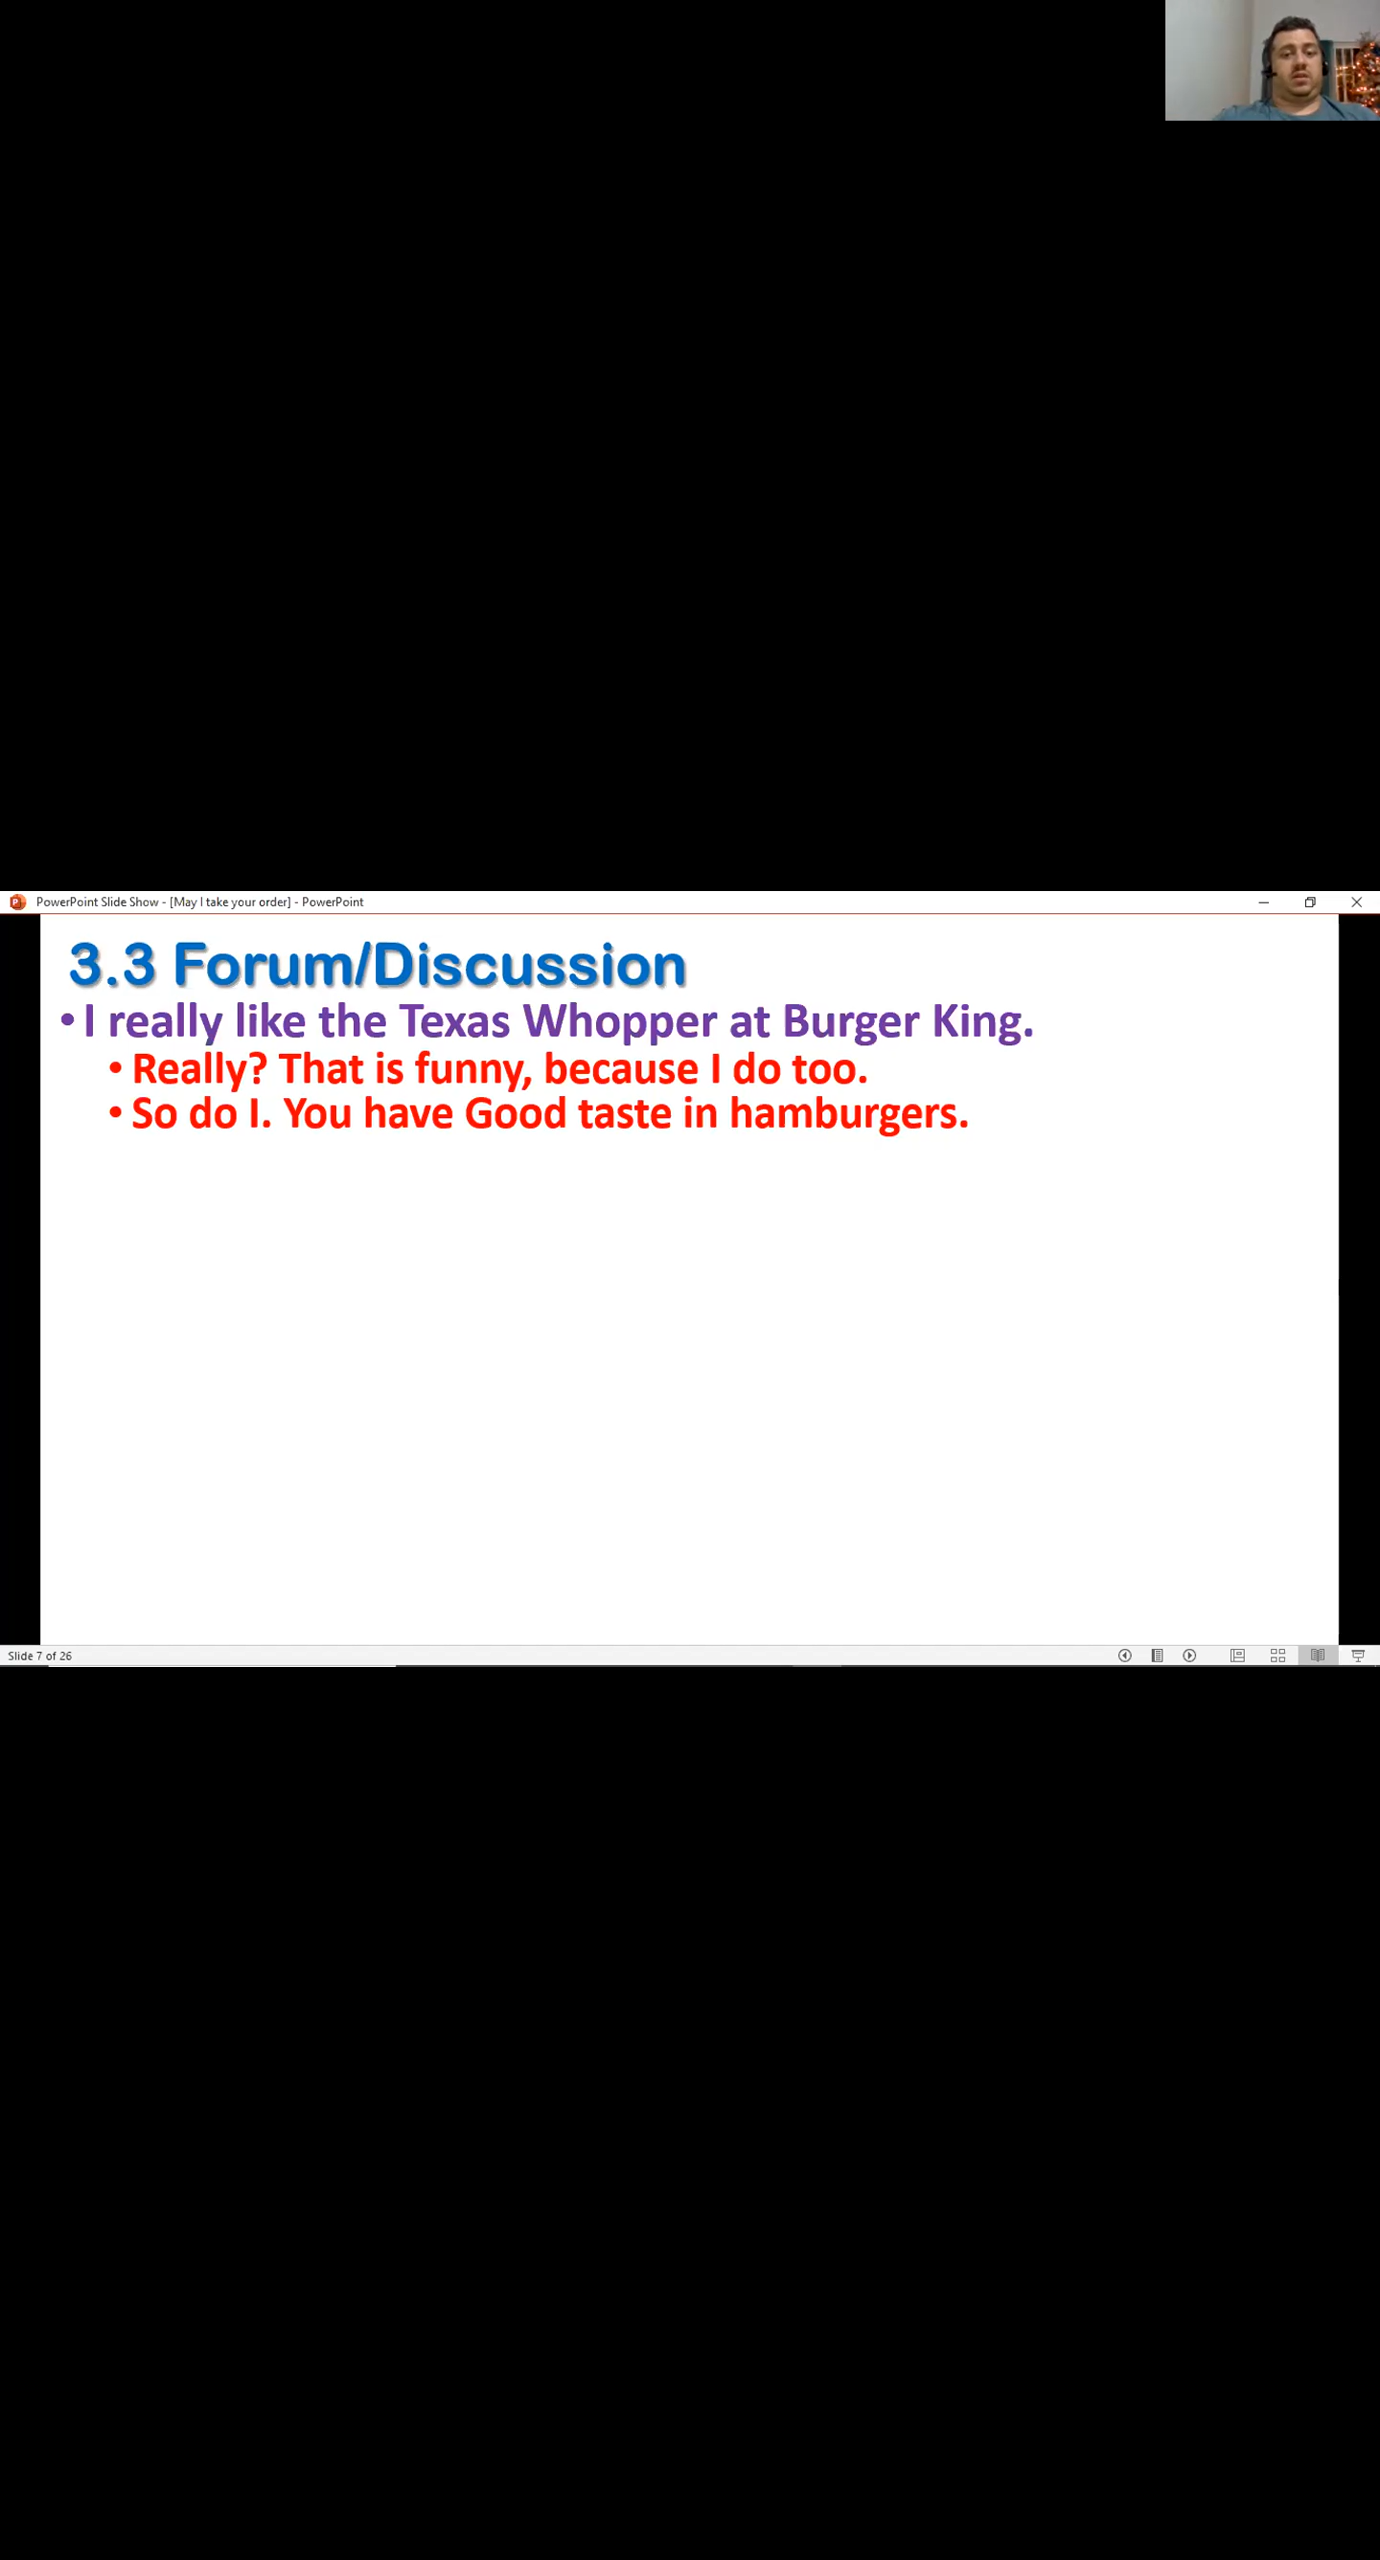 PowerPoint Slide Show - [May I take your order] - PowerPoint
3.3 Forum/Discussion
• I really like the Texas Whopper at Burger King.
• Really? That is funny, because I do too.
• So do I. You have Good taste in hamburgers.
Slide 7 of 26